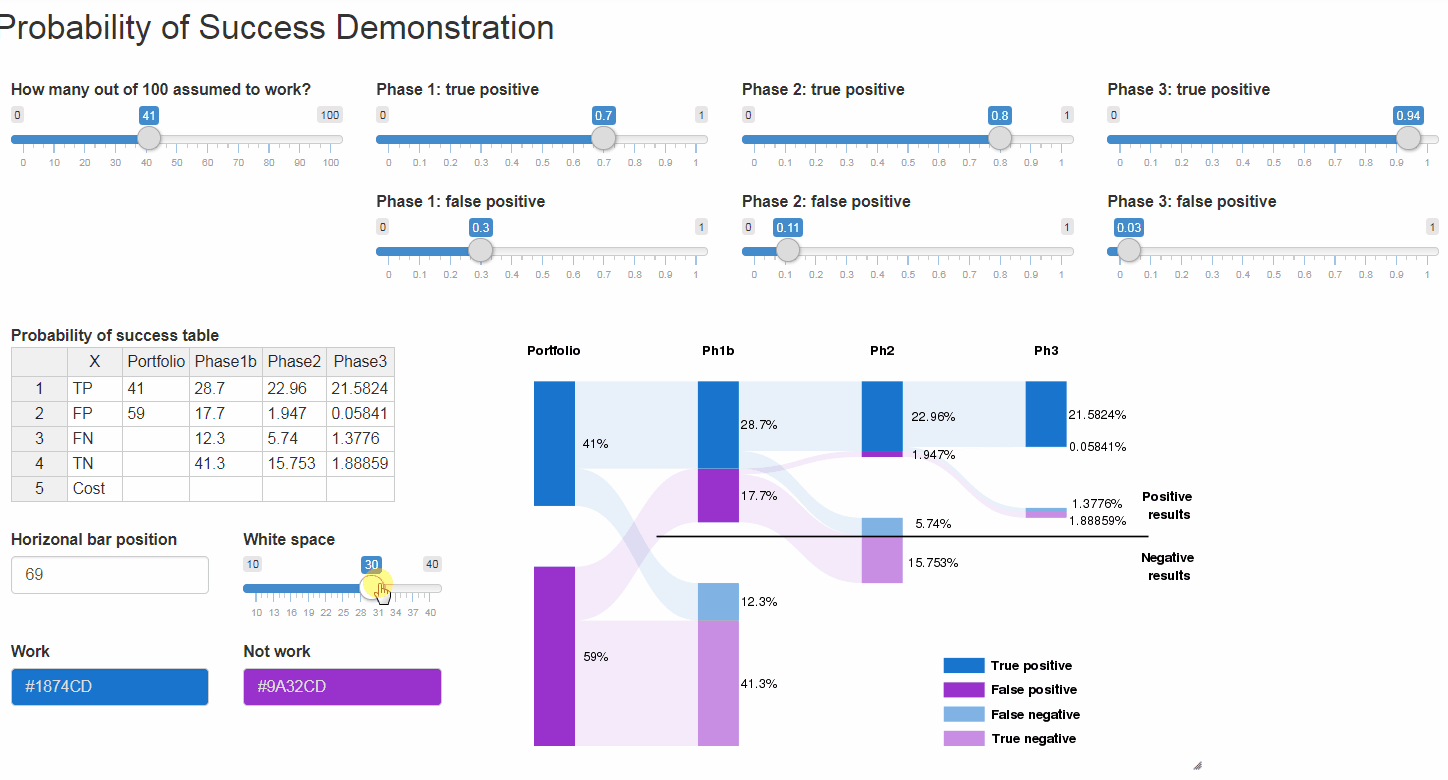 Probability of Success Demonstration
How many out of 100 assumed to work?
0 41 100
0 10 20 30 40 50 60 70 80 90 100
Phase 1: true positive
0 0.7 1
0 0.1 0.2 0.3 0.4 0.5 0.6 0.7 0.8 0.9 1
Phase 2: true positive
0 0.8 1
0 0.1 0.2 0.3 0.4 0.5 0.6 0.7 0.8 0.9 1
Phase 3: true positive
0 0.94
0 0.1 0.2 0.3 0.4 0.5 0.6 0.7 0.8 0.9 1
Phase 1: false positive
0 0.3 1
0 0.1 0.2 0.3 0.4 0.5 0.6 0.7 0.8 0.9 1
Phase 2: false positive
0 0.11 1
0 0.1 0.2 0.3 0.4 0.5 0.6 0.7 0.8 0.9 1
Phase 3: false positive
0.03 1
0 0.1 0.2 0.3 0.4 0.5 0.6 0.7 0.8 0.9 1
Probability of success table
X Portfolio Phase1b Phase2 Phase3
1 TP 41 28.7 22.96 21.5824
2 FP 59 17.7 1.947 0.05841
3 FN 12.3 5.74 1.3776
4 TN 41.3 15.753 1.88859
5 Cost
Horizonal bar position
69
White space
10 30 40
10 13 16 19 22 25 28 31 34 37 40
Work
#1874CD
Not work
#9A32CD
Portfolio Ph1b Ph2 Ph3
41%
59%
28.7%
17.7%
12.3%
41.3%
22.96%
1.947%
5.74%
15.753%
21.5824%
0.05841%
1.3776%
1.88859%
Positive
results
Negative
results
True positive
False positive
False negative
True negative